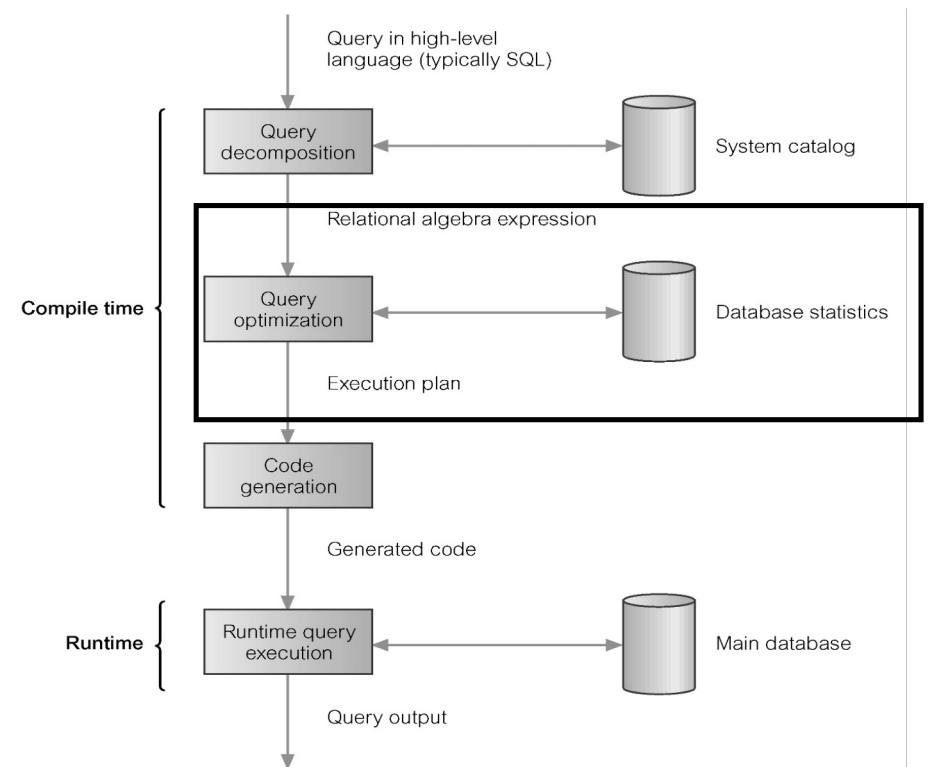 Query in high-level
language (typically SQL)
Query
decomposition
System catalog
Relational algebra expression
Compile time
Query
optimization
Database statistics
Execution plan
Code
generation
Generated code
Runtime
Runtime query
execution
Main database
Query output